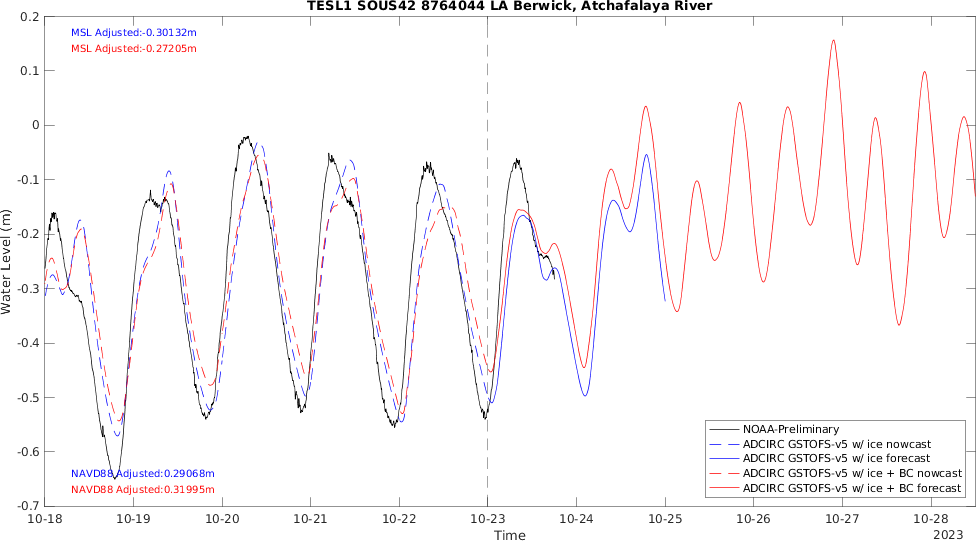 TESL1 SOUS42 8764044 LA Berwick, Atchafalaya River
MSL Adjusted:-0.30132m
MSL Adjusted:-0.27205m
0.2
0.1
0
-0.1
-0.2
-0.3
-0.4
-0.5
-0.6
-0.7
Water Level (m)
NAVD88 Adjusted:0.29068m
NAVD88 Adjusted:0.31995m
NOAA-Preliminary
ADCIRC GSTOFS-v5 w/ ice nowcast
ADCIRC GSTOFS-v5 w/ ice forecast
ADCIRC GSTOFS-v5 w/ ice + BC nowcast
ADCIRC GSTOFS-v5 w/ ice + BC forecast
10-18 10-19 10-20 10-21 10-22 10-23 10-24 10-25 10-26 10-27 10-28
Time
2023